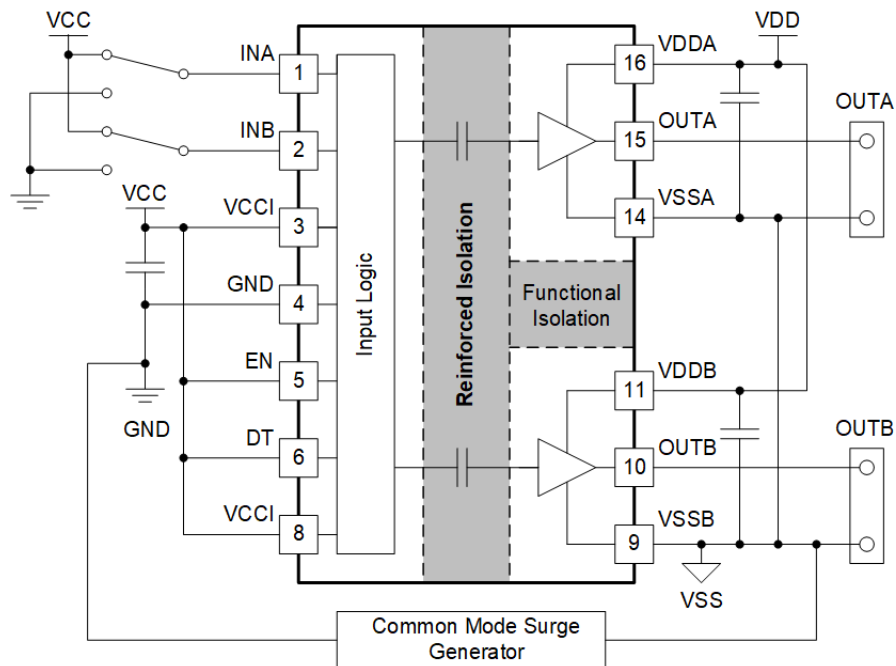 VCC
VDD
INA
1
16
VDDA
INB
2
15
OUTA
OUTA
VCC
VCCI
3
14
VSSA
GND
4
Input Logic
Reinforced Isolation
Functional
Isolation
EN
5
11
VDDB
GND
DT
6
10
OUTB
OUTB
VCCI
8
9
VSSB
VSS
Common Mode Surge
Generator